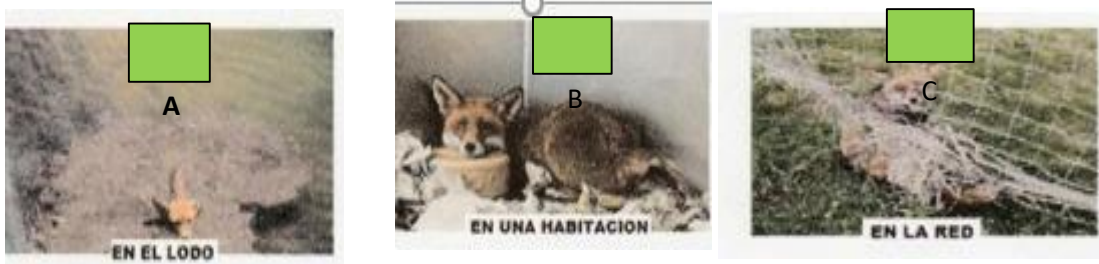 A
B
C
EN EL LODO
EN UNA HABITACION
EN LA RED